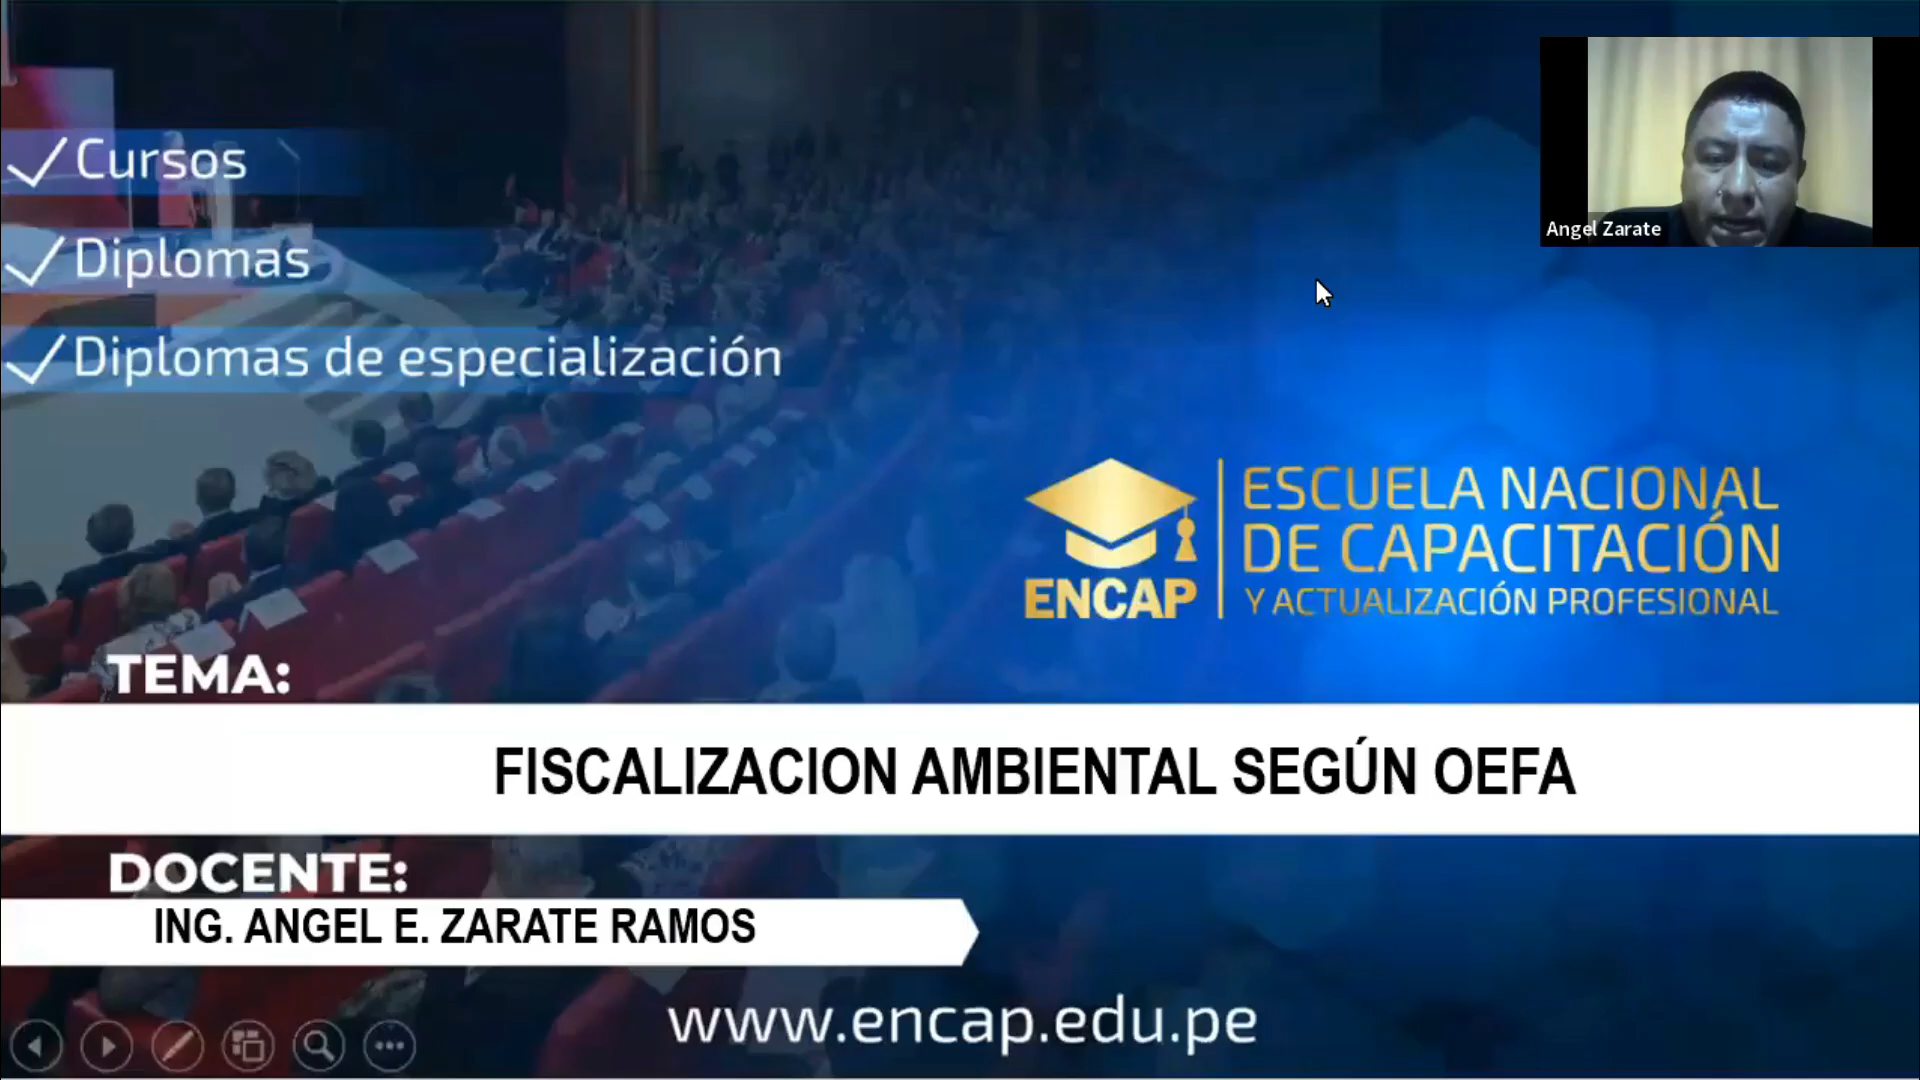 Cursos
Diplomas
Diplomas de especialización
Angel Zarate
ENCAP
ESCUELA NACIONAL
DE CAPACITACIÓN
Y ACTUALIZACIÓN PROFESIONAL
TEMA:
FISCALIZACION AMBIENTAL SEGÚN OEFA
DOCENTE:
ING. ANGEL E. ZARATE RAMOS
www.encap.edu.pe